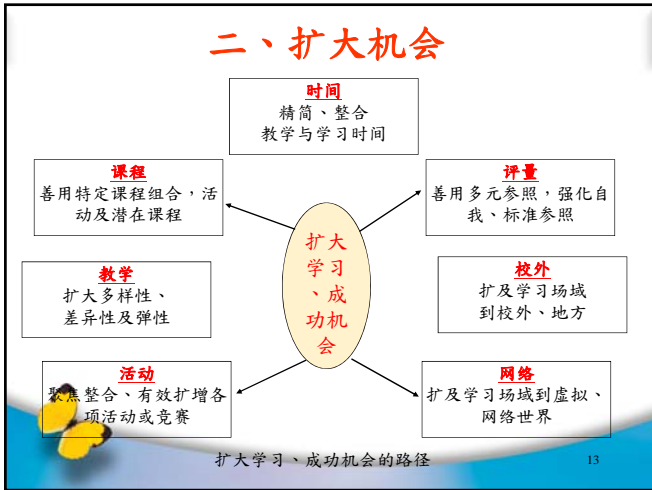 二、扩大机会
时间
精简、整合
教学与学习时间
课程
善用特定课程组合，活
动及潜在课程
评量
善用多元参照，强化自
我、标准参照
扩大
学习
、成
功机
会
教学
扩大多样性、
差异性及弹性
校外
扩及学习场域
到校外、地方
活动
聚焦整合、有效扩增各
项活动或竞赛
网络
扩及学习场域到虚拟、
网络世界
扩大学习、成功机会的路径
13